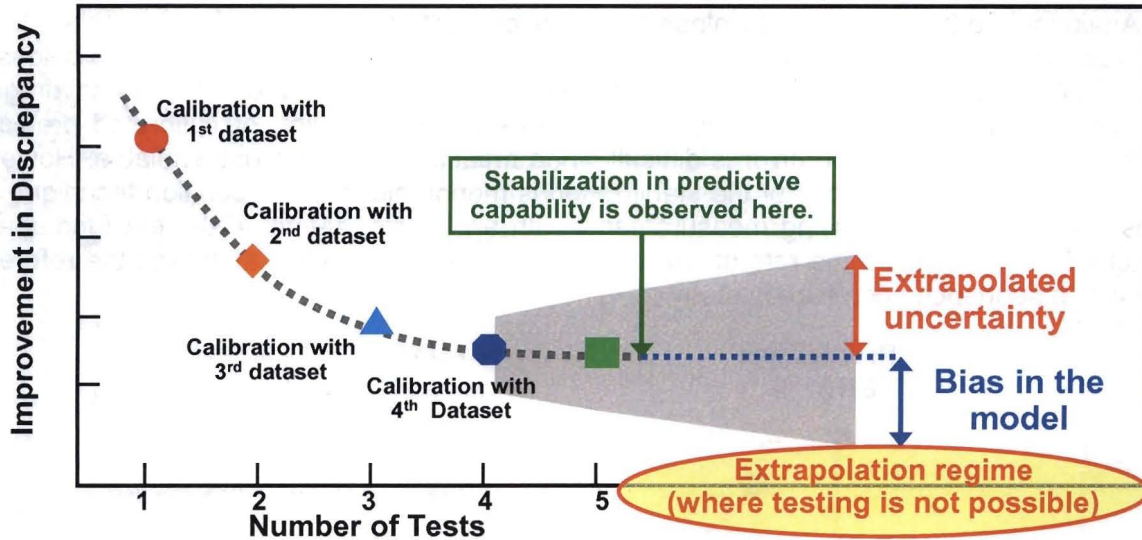 Improvement in Discrepancy
Calibration with
1st dataset
Calibration with
2nd dataset
Calibration with
3rd dataset
Calibration with
4th Dataset
Stabilization in predictive
capability is observed here.
Extrapolated
uncertainty
Bias in the
model
Extrapolation regime
(where testing is not possible)
1 2 3 4 5
Number of Tests